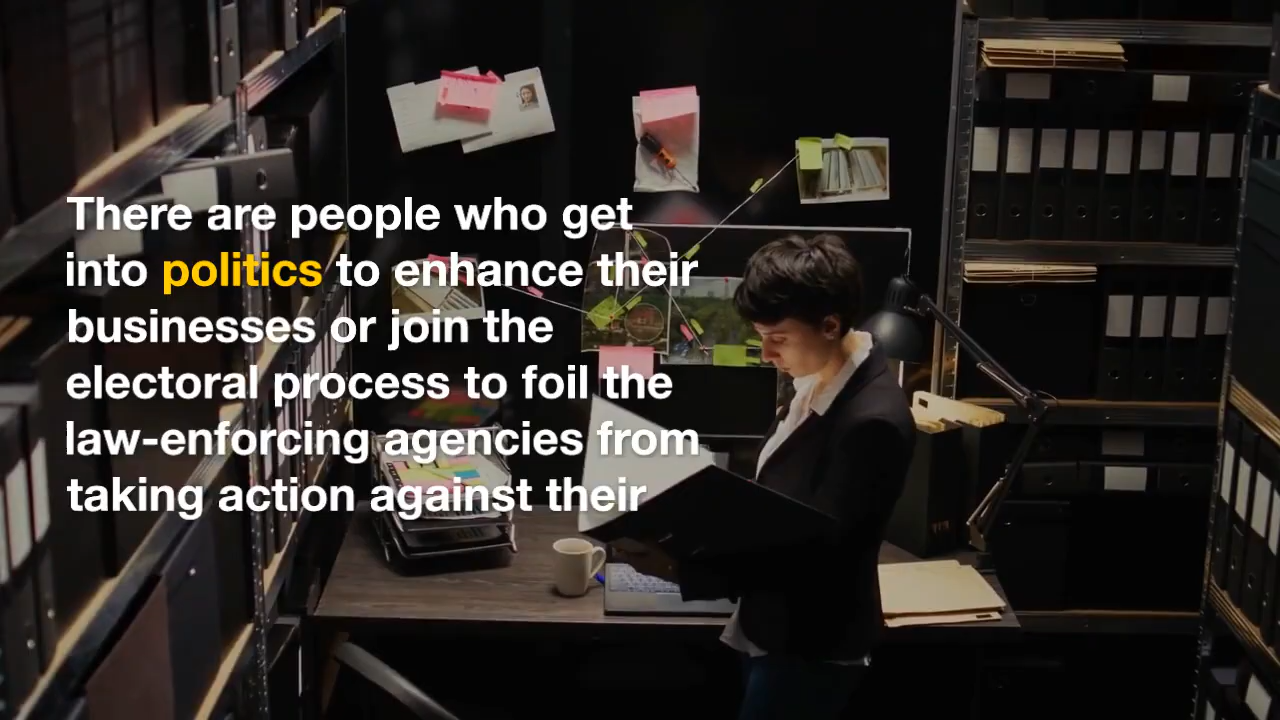 There are people who get
into politics to enhance their
businesses or join the
electoral process to foil the
law-enforcing agencies from
taking action against their